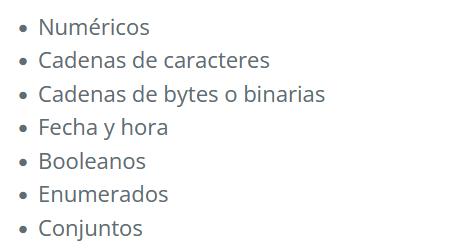 • Numéricos
• Cadenas de caracteres
• Cadenas de bytes o binarias
• Fecha y hora
• Booleanos
• Enumerados
• Conjuntos